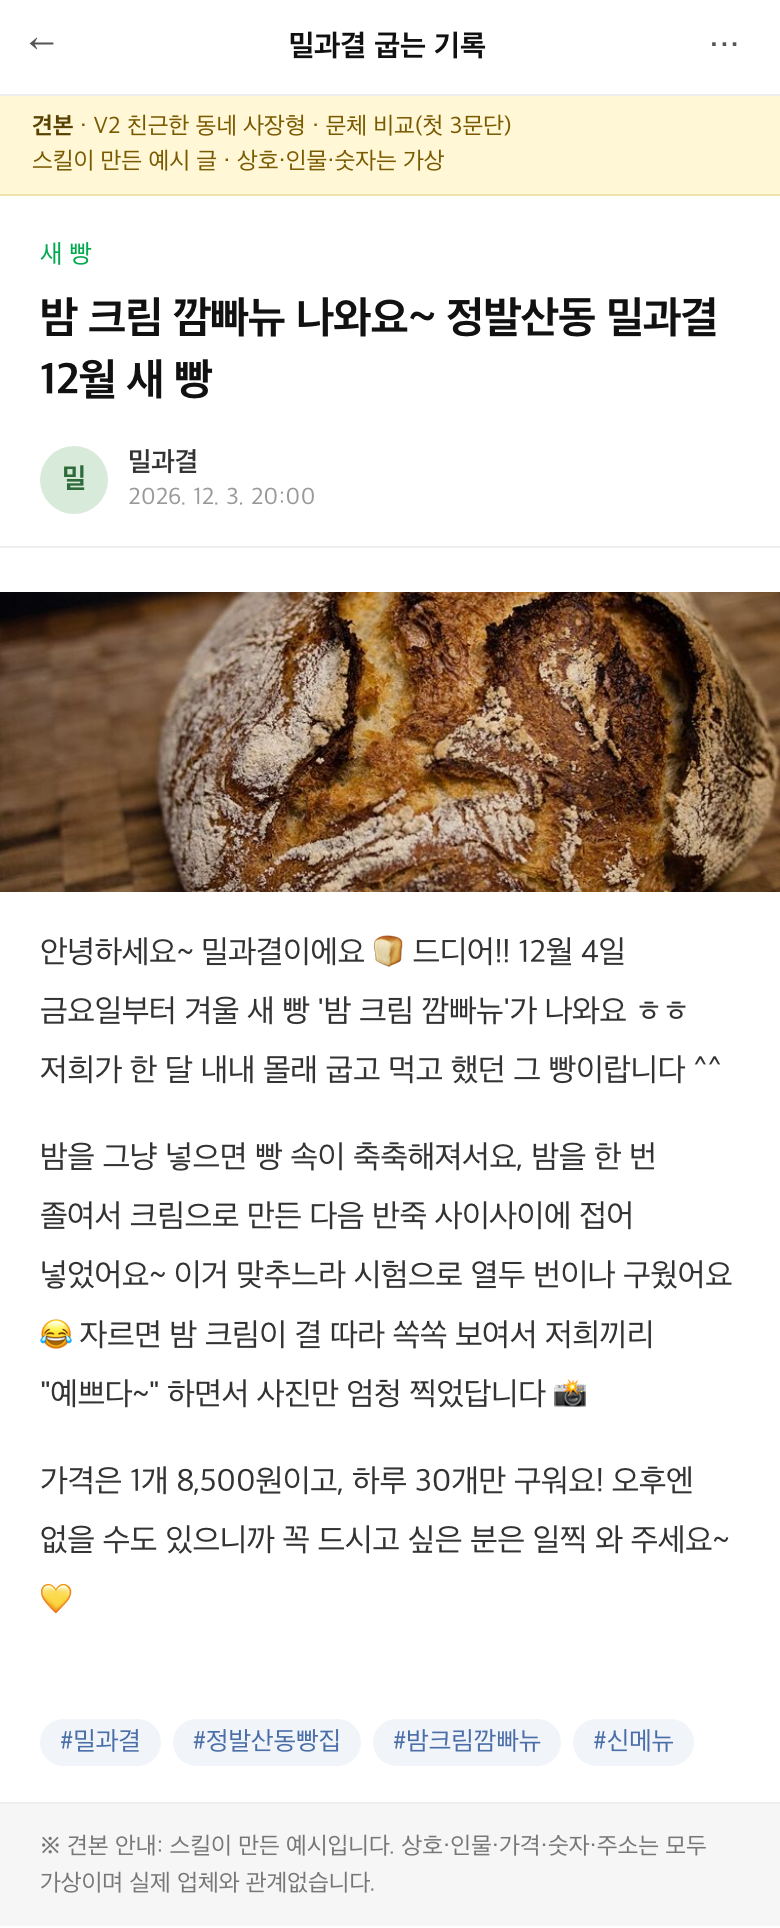 ←
밀과결 굽는 기록
…
견본 · V2 친근한 동네 사장형 · 문체 비교(첫 3문단)
스킬이 만든 예시 글 · 상호·인물·숫자는 가상
새 빵
밤 크림 깜빠뉴 나와요~ 정발산동 밀과결
12월 새 빵
밀
밀과결
2026. 12. 3. 20:00
안녕하세요~ 밀과결이에요 🍞 드디어!! 12월 4일
금요일부터 겨울 새 빵 '밤 크림 깜빠뉴'가 나와요 ㅎㅎ
저희가 한 달 내내 몰래 굽고 먹고 했던 그 빵이랍니다 ^^
밤을 그냥 넣으면 빵 속이 축축해져서요, 밤을 한 번
졸여서 크림으로 만든 다음 반죽 사이사이에 접어
넣었어요~ 이거 맞추느라 시험으로 열두 번이나 구웠어요
😂 자르면 밤 크림이 결 따라 쏙쏙 보여서 저희끼리
"예쁘다~" 하면서 사진만 엄청 찍었답니다 📸
가격은 1개 8,500원이고, 하루 30개만 구워요! 오후엔
없을 수도 있으니까 꼭 드시고 싶은 분은 일찍 와 주세요~
💛
#밀과결 #정발산동빵집 #밤크림깜빠뉴 #신메뉴
※ 견본 안내: 스킬이 만든 예시입니다. 상호·인물·가격·숫자·주소는 모두
가상이며 실제 업체와 관계없습니다.